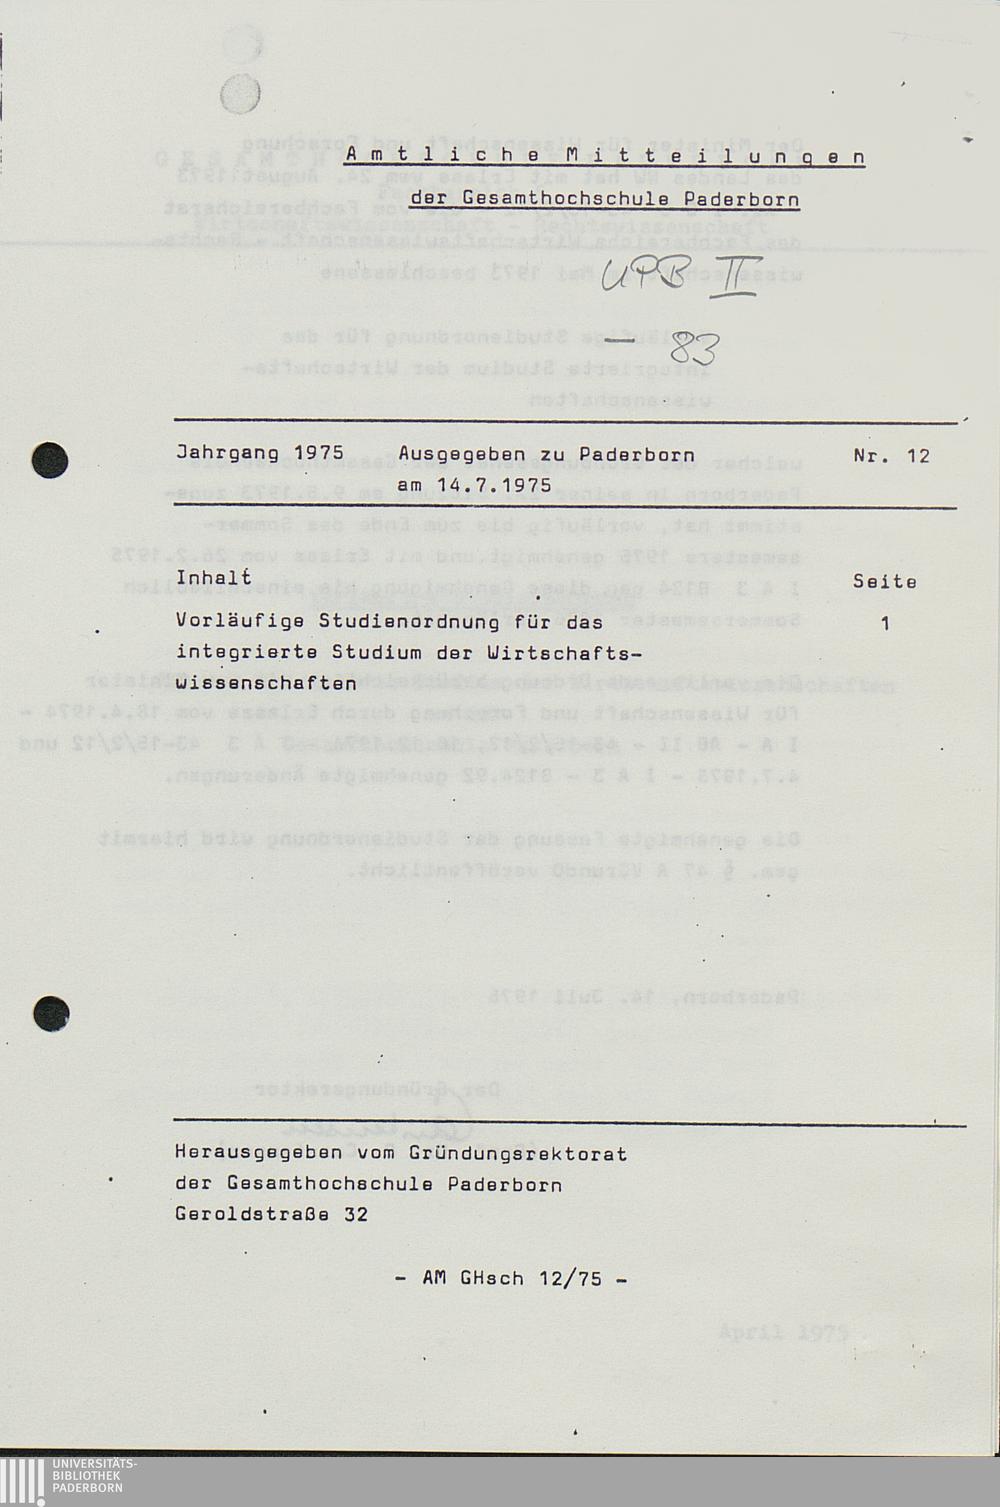 Amtliche Mitteilungen
der Gesamthochschule Paderborn
UPB II
— 83
Jahrgang 1975 Ausgegeben zu Paderborn Nr. 12
am 14.7.1975
Inhalt Seite
Vorläufige Studienordnung für das 1
integrierte Studium der Wirtschafts-
wissenschaften
Herausgegeben vom Gründungsrektorat
der Gesamthochschule Paderborn
Geroldstraße 32
- AM GHsch 12/75 -
April 1975
UNIVERSITÄTS-
BIBLIOTHEK
PADERBORN